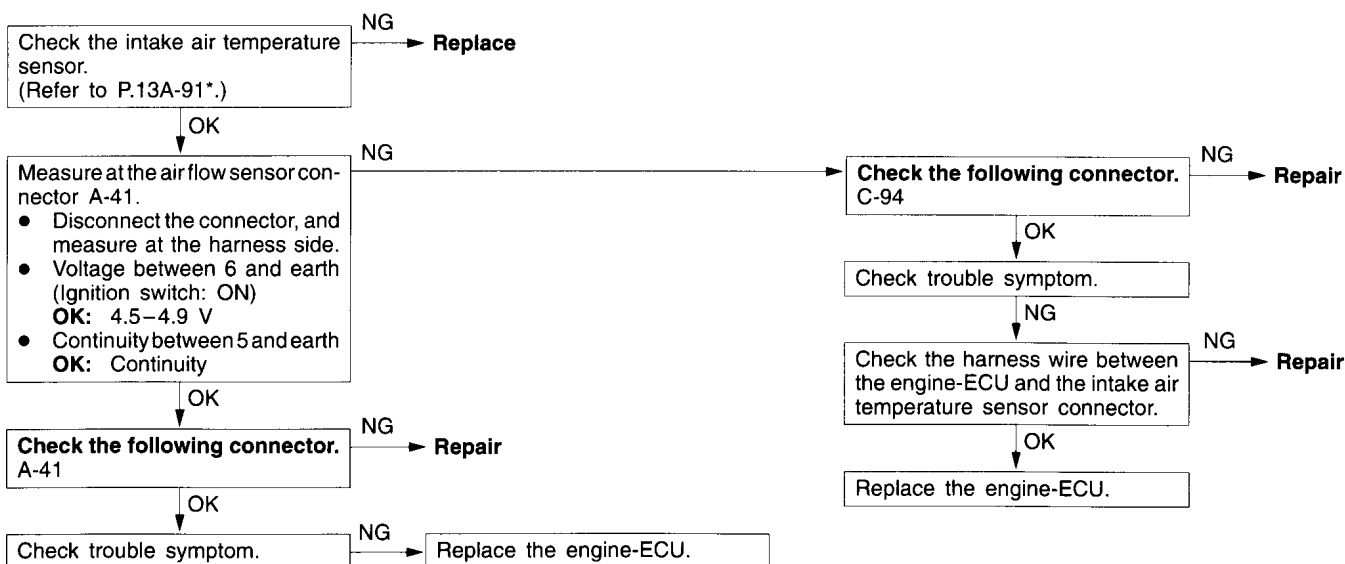 Check the intake air temperature
sensor.
(Refer to P.13A-91*.)
NG
Replace
OK
Measure at the air flow sensor con-
nector A-41.
● Disconnect the connector, and
measure at the harness side.
● Voltage between 6 and earth
(Ignition switch: ON)
OK: 4.5–4.9 V
● Continuity between 5 and earth
OK: Continuity
NG
OK
Check the following connector.
A-41
NG
Repair
OK
Check trouble symptom.
NG
Replace the engine-ECU.
Check the following connector.
C-94
NG
Repair
OK
Check trouble symptom.
NG
Check the harness wire between
the engine-ECU and the intake air
temperature sensor connector.
NG
Repair
OK
Replace the engine-ECU.